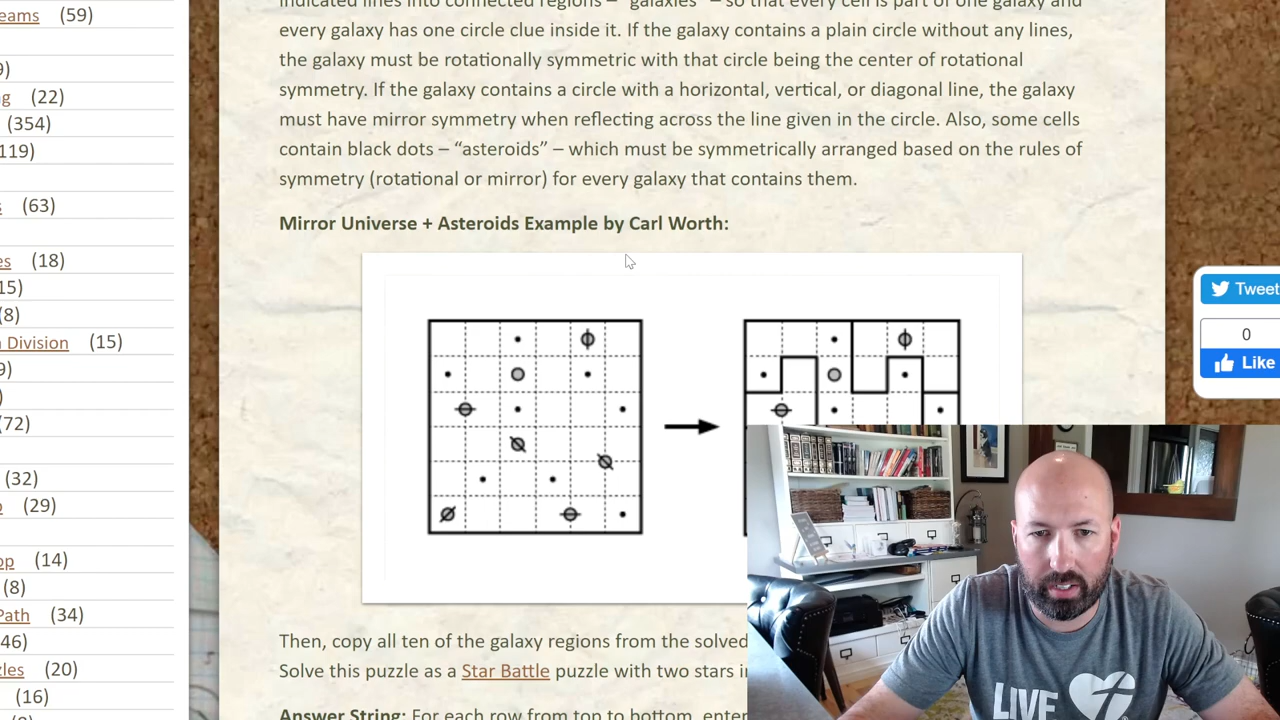 indicated lines into connected regions – "galaxies" – so that every cell is part of one galaxy and
eams (59)
every galaxy has one circle clue inside it. If the galaxy contains a plain circle without any lines,
9)
the galaxy must be rotationally symmetric with that circle being the center of rotational
g (22)
symmetry. If the galaxy contains a circle with a horizontal, vertical, or diagonal line, the galaxy
(354)
must have mirror symmetry when reflecting across the line given in the circle. Also, some cells
119)
contain black dots – “asteroids” – which must be symmetrically arranged based on the rules of
symmetry (rotational or mirror) for every galaxy that contains them.
s (63)
Mirror Universe + Asteroids Example by Carl Worth:
es (18)
15)
Tweet
(8)
n Division (15)
0
9)
Like
(72)
(32)
o (29)
op (14)
(8)
Path (34)
46)
Then, copy all ten of the galaxy regions from the solved
zles (20)
Solve this puzzle as a Star Battle puzzle with two stars i
(16)
Answer String: For each row from top to bottom, enter
LIVE